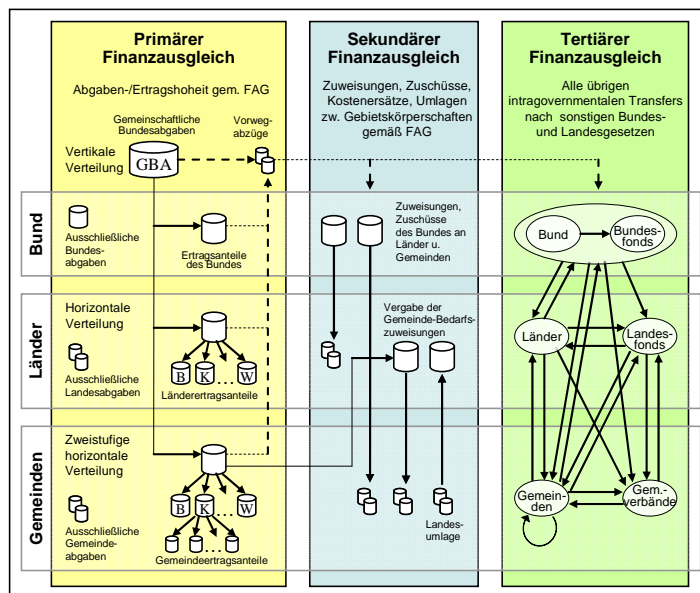 Primärer
Finanzausgleich
Abgaben-/Ertragshoheit gem. FAG
Gemeinschaftliche
Bundesabgaben
Vorweg-
abzüge
Vertikale
Verteilung
GBA
Sekundärer
Finanzausgleich
Zuweisungen, Zuschüsse,
Kostenersätze, Umlagen
zw. Gebietskörperschaften
gemäß FAG
Tertiärer
Finanzausgleich
Alle übrigen
intragovernmentalen Transfers
nach sonstigen Bundes-
und Landesgesetzen
Bund
Ausschließliche
Bundes-
abgaben
Ertragsanteile
des Bundes
Zuweisungen,
Zuschüsse
des Bundes an
Länder u.
Gemeinden
Bund
Bundes-
fonds
Länder
Horizontale
Verteilung
Ausschließliche
Landesabgaben
B K .... W
Länderertragsanteile
Vergabe der
Gemeinde-Bedarfs-
zuweisungen
Länder
Landes-
fonds
Gemeinden
Zweistufige
horizontale
Verteilung
Ausschließliche
Gemeinde-
abgaben
B K .... W
....
Gemeindeertragsanteile
Landes-
umlage
Gemein-
den
Gem.-
verbände